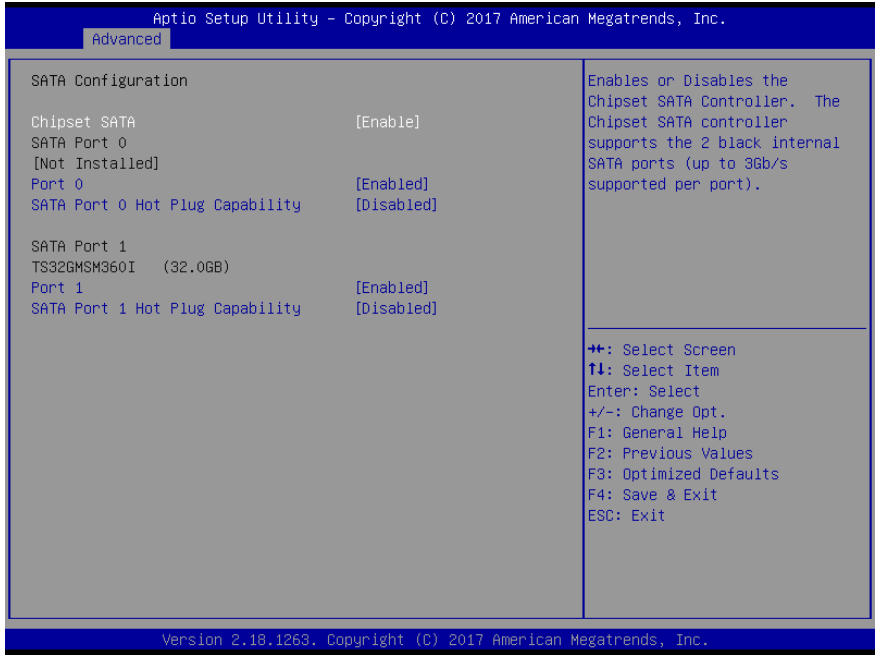 Aptio Setup Utility – Copyright (C) 2017 American Megatrends, Inc.
Advanced
SATA Configuration
Chipset SATA [Enable]
SATA Port 0
[Not Installed]
Port 0 [Enabled]
SATA Port 0 Hot Plug Capability [Disabled]
SATA Port 1
TS32GMSM360I (32.0GB)
Port 1 [Enabled]
SATA Port 1 Hot Plug Capability [Disabled]
Enables or Disables the
Chipset SATA Controller. The
Chipset SATA controller
supports the 2 black internal
SATA ports (up to 3Gb/s
supported per port).
→←: Select Screen
↑↓: Select Item
Enter: Select
+/-: Change Opt.
F1: General Help
F2: Previous Values
F3: Optimized Defaults
F4: Save & Exit
ESC: Exit
Version 2.18.1263. Copyright (C) 2017 American Megatrends, Inc.